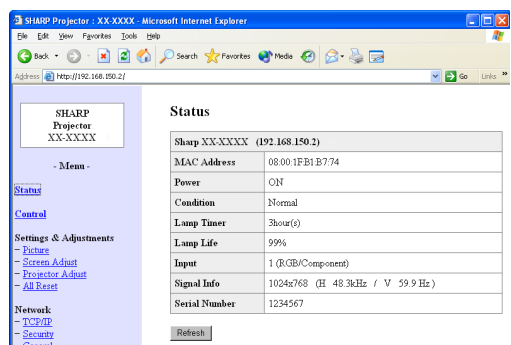 SHARP Projector : XX-XXXX - Microsoft Internet Explorer
File Edit View Favorites Tools Help
Back Search Favorites Media
Address http://192.168.150.2/ Go Links »
SHARP
Projector
XX-XXXX
- Menu -
Status
Control
Settings & Adjustments
– Picture
– Screen Adjust
– Projector Adjust
– All Reset
Network
– TCP/IP
– Security
Status
Sharp XX-XXXX (192.168.150.2)
MAC Address 08:00:1F:B1:B7:74
Power ON
Condition Normal
Lamp Timer 3hour(s)
Lamp Life 99%
Input 1 (RGB/Component)
Signal Info 1024x768 (H 48.3kHz / V 59.9 Hz )
Serial Number 1234567
Refresh